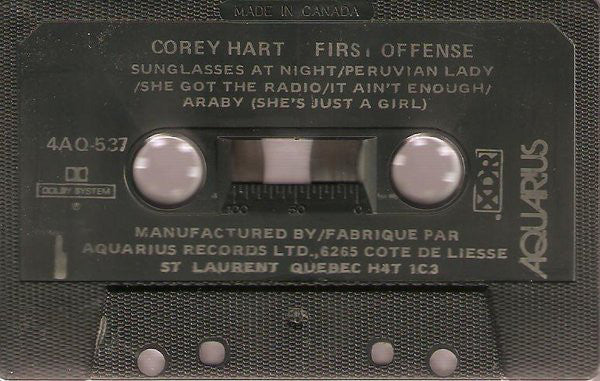 MADE IN CANADA
COREY HART FIRST OFFENSE
SUNGLASSES AT NIGHT/PERUVIAN LADY
/SHE GOT THE RADIO/IT AIN'T ENOUGH/
ARABY (SHE'S JUST A GIRL)
4AQ-537
DOLBY SYSTEM
®
100 50 0
XDR
AQUARIUS
MANUFACTURED BY/FABRIQUE PAR
AQUARIUS RECORDS LTD.,6265 COTE DE LIESSE
ST LAURENT QUEBEC H4T 1C3